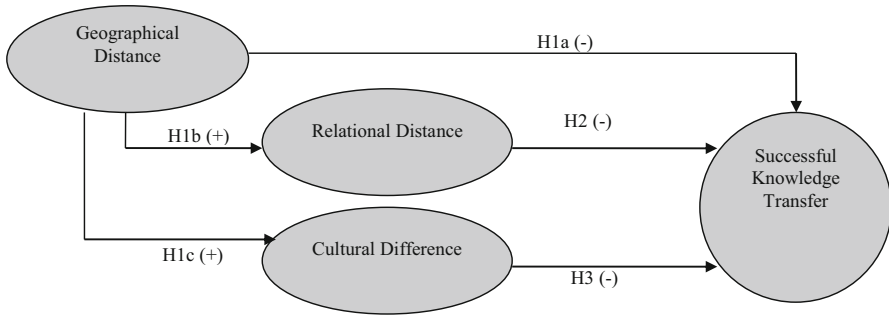 Geographical
Distance
H1a (-)
H1b (+)
Relational Distance
H2 (-)
Successful
Knowledge
Transfer
H1c (+)
Cultural Difference
H3 (-)